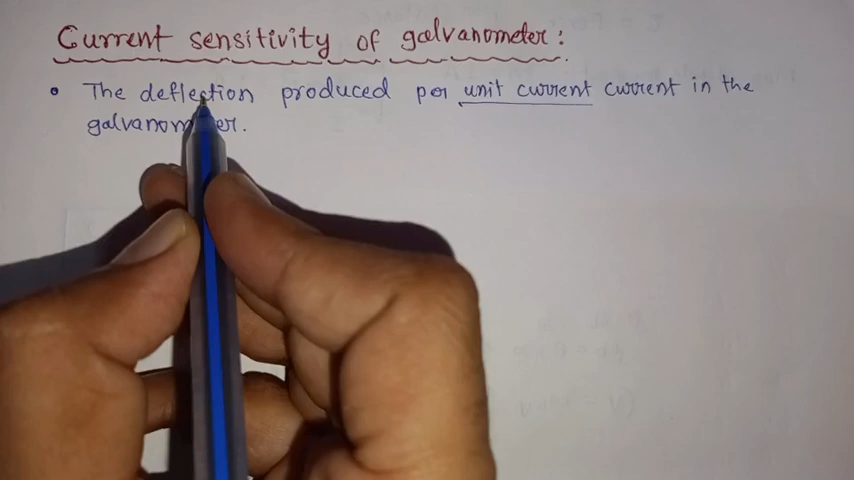 Current sensitivity of galvanometer:
• The deflection produced per unit current current in the
galvanometer.